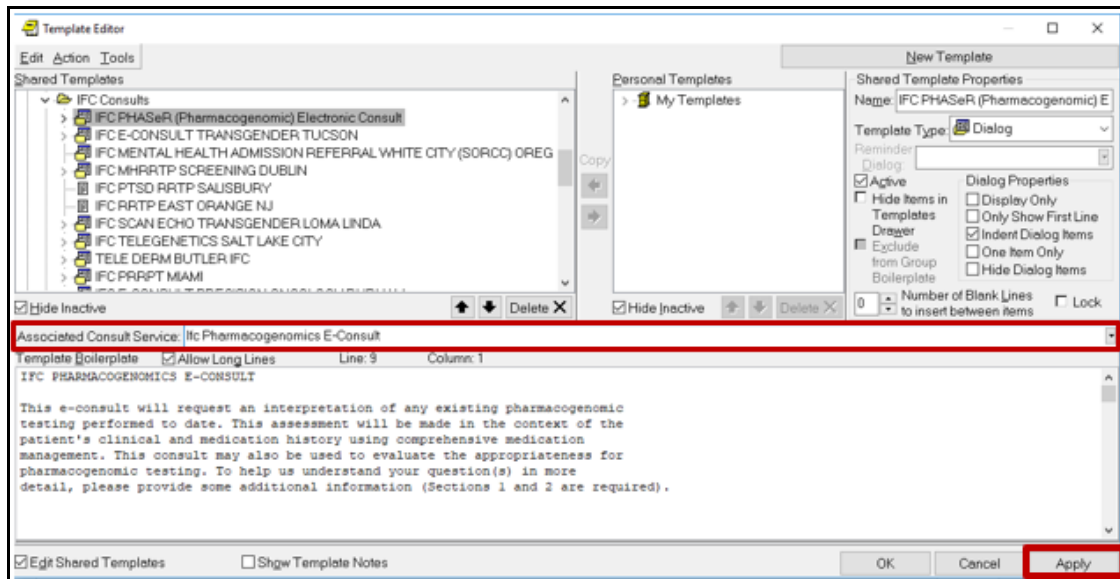 Template Editor
Edit Action Tools
New Template
Shared Templates
IFC Consults
IFC PHASeR (Pharmacogenomic) Electronic Consult
IFC E-CONSULT TRANSGENDER TUCSON
IFC MENTAL HEALTH ADMISSION REFERRAL WHITE CITY (SORCC) OREG
IFC MHRRTP SCREENING DUBLIN
IFC PTSD RRTP SALISBURY
IFC RRTP EAST ORANGE NJ
IFC SCAN ECHO TRANSGENDER LOMA LINDA
IFC TELEGENETICS SALT LAKE CITY
TELE DERM BUTLER IFC
IFC PRRPT MIAMI
Hide Inactive
Delete
Copy
Personal Templates
My Templates
Hide Inactive
Delete
Shared Template Properties
Name: IFC PHASeR (Pharmacogenomic) E
Template Type: Dialog
Reminder
Dialog:
Active
Hide Items in
Templates
Drawer
Exclude
from Group
Boilerplate
Dialog Properties
Display Only
Only Show First Line
Indent Dialog Items
One Item Only
Hide Dialog Items
0 Number of Blank Lines
to insert between items
Lock
Associated Consult Service: Ifc Pharmacogenomics E-Consult
Template Boilerplate Allow Long Lines Line: 9 Column: 1
IFC PHARMACOGENOMICS E-CONSULT
This e-consult will request an interpretation of any existing pharmacogenomic
testing performed to date. This assessment will be made in the context of the
patient's clinical and medication history using comprehensive medication
management. This consult may also be used to evaluate the appropriateness for
pharmacogenomic testing. To help us understand your question(s) in more
detail, please provide some additional information (Sections 1 and 2 are required).
Edit Shared Templates Show Template Notes OK Cancel Apply